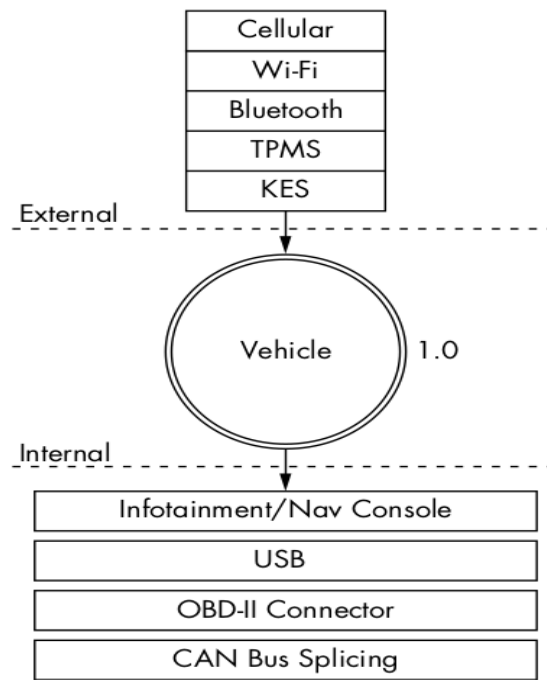 Cellular
Wi-Fi
Bluetooth
TPMS
KES
External
Vehicle 1.0
Internal
Infotainment/Nav Console
USB
OBD-II Connector
CAN Bus Splicing